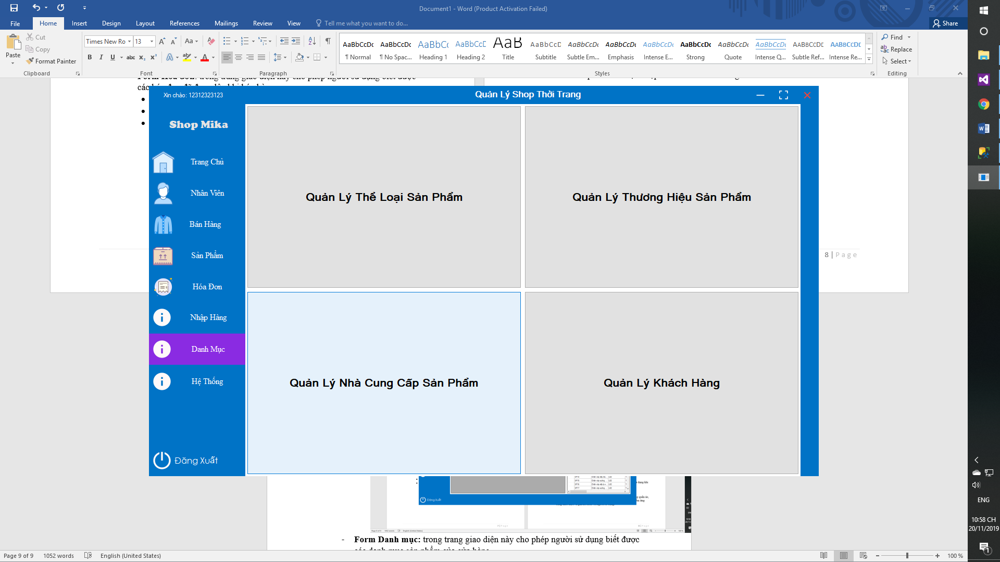 Document1 - Word (Product Activation Failed)
File Home Insert Design Layout References Mailings Review View Tell me what you want to do... Share
Paste Cut Copy Format Painter
Times New Ro 13
AaBbCcDc AaBbCcDc AaBbCc AaBbCcD AaB AaBbCcD AaBbCcDc AaBbCcDc AaBbCcDc AaBbCcDc AaBbCcDc AaBbCcDc AABBCCDD AABBCCDD
¶ Normal ¶ No Spac... Heading 1 Heading 2 Title Subtitle Subtle Em... Emphasis Intense E... Strong Quote Intense Q... Subtle Ref... Intense Re...
Find
Replace
Select
Clipboard Font Paragraph Styles Editing
Xin chào: 12312323123
Quản Lý Shop Thời Trang
Shop Mika
Trang Chủ
Nhân Viên
Bán Hàng
Sản Phẩm
Hóa Đơn
Nhập Hàng
Danh Mục
Hệ Thống
Đăng Xuất
Quản Lý Thể Loại Sản Phẩm
Quản Lý Thương Hiệu Sản Phẩm
Quản Lý Nhà Cung Cấp Sản Phẩm
Quản Lý Khách Hàng
8 | Page
Đăng Xuất
- Form Danh mục: trong trang giao diện này cho phép người sử dụng biết được
Page 9 of 9 1052 words English (United States) 100 %
ENG
10:58 CH
20/11/2019
1